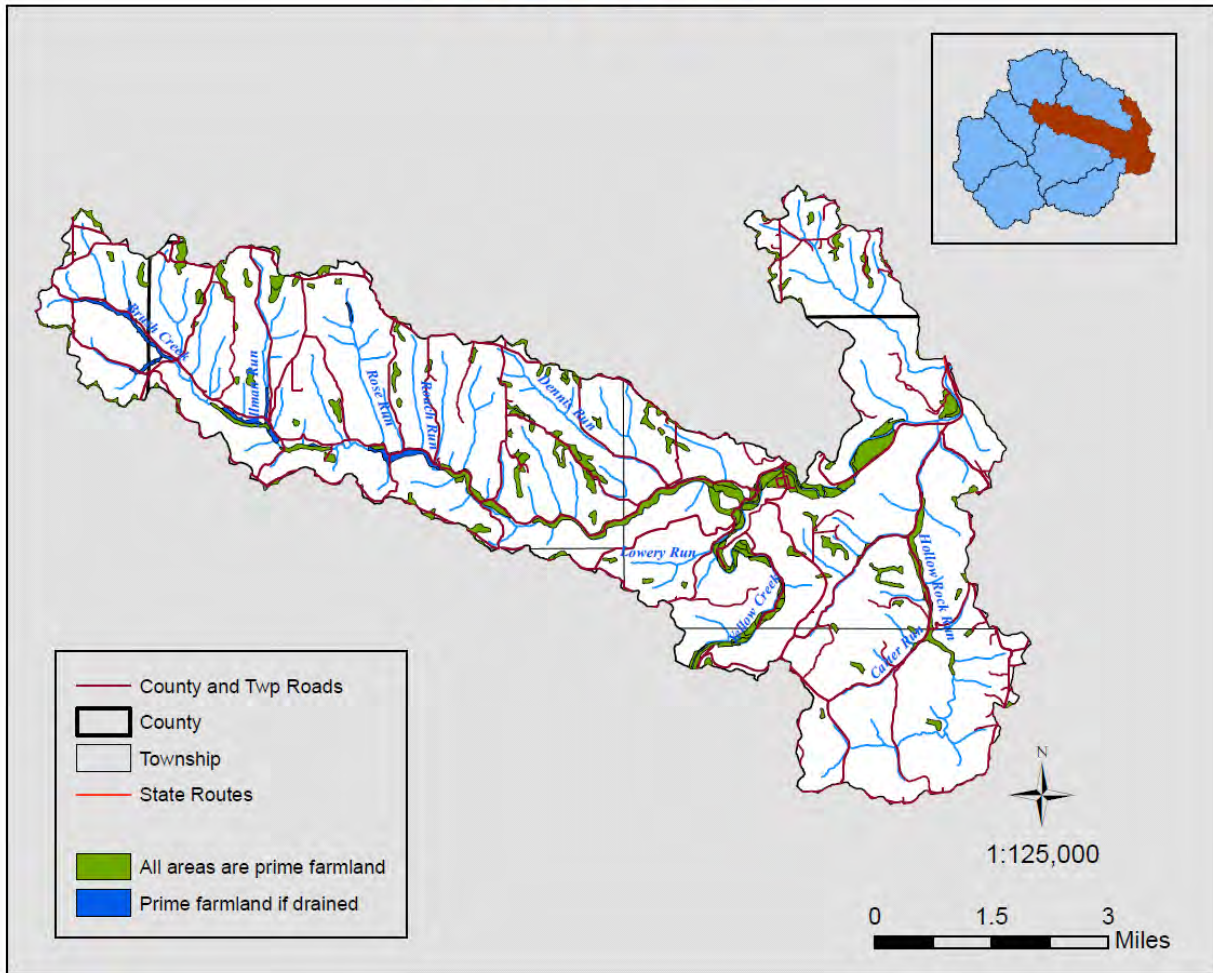 Brush Creek
Rose Run
Roach Run
Dennis Run
Lowery Run
Carter Run
Hollow Rock Run
County and Twp Roads
County
Township
State Routes
All areas are prime farmland
Prime farmland if drained
N
1:125,000
0 1.5 3
Miles